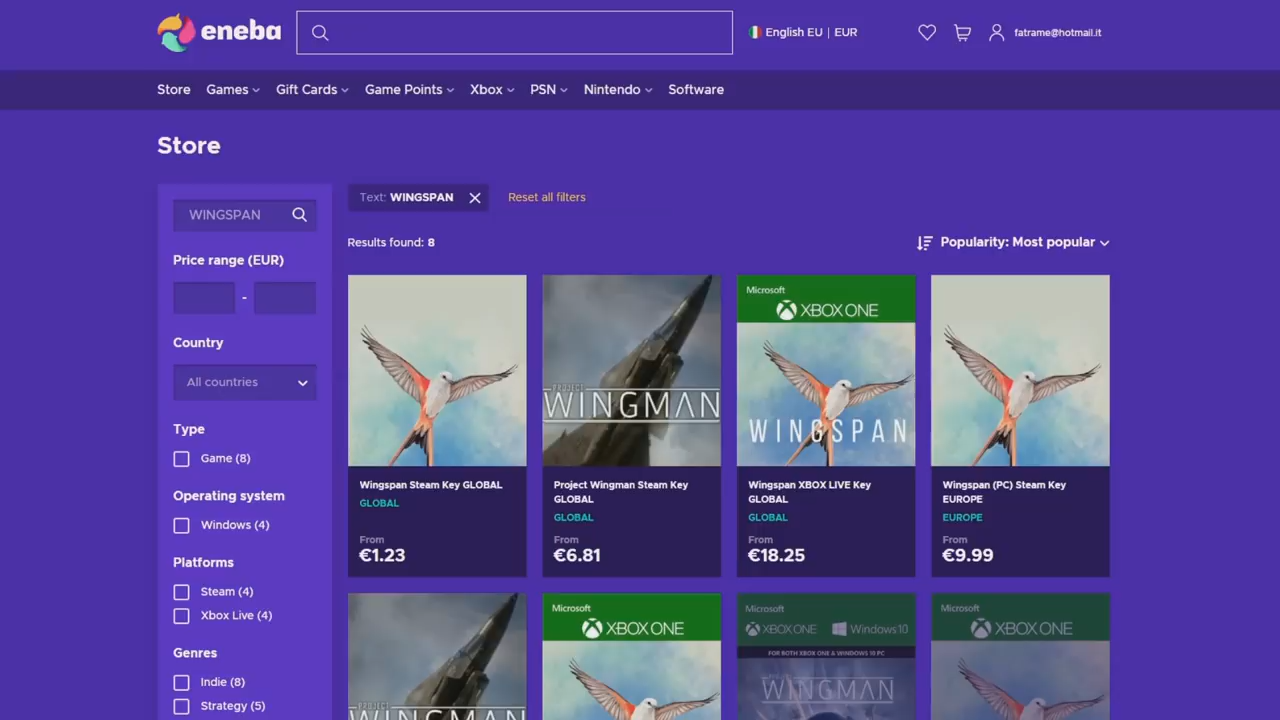 eneba
English EU | EUR
fatrame@hotmail.it
Store
Games
Gift Cards
Game Points
Xbox
PSN
Nintendo
Software
Store
WINGSPAN
Text: WINGSPAN
Reset all filters
Results found: 8
Popularity: Most popular
Price range (EUR)
-
Country
All countries
Type
Game (8)
Operating system
Windows (4)
Platforms
Steam (4)
Xbox Live (4)
Genres
Indie (8)
Strategy (5)
Wingspan Steam Key GLOBAL
GLOBAL
From
€1.23
PROJECT
WINGMAN
Project Wingman Steam Key
GLOBAL
GLOBAL
From
€6.81
Microsoft
XBOX ONE
WINGSPAN
Wingspan XBOX LIVE Key
GLOBAL
GLOBAL
From
€18.25
Wingspan (PC) Steam Key
EUROPE
EUROPE
From
€9.99
PROJECT
WINGMAN
Microsoft
XBOX ONE
Microsoft
XBOX ONE
Windows 10
FOR BOTH XBOX ONE & WINDOWS 10 PC
WINGMAN
Microsoft
XBOX ONE